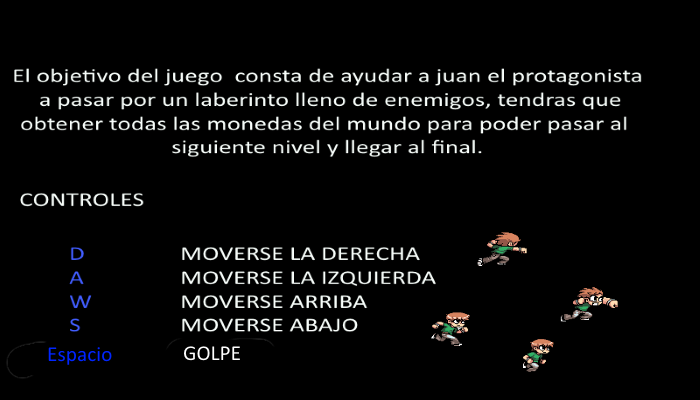 El objetivo del juego consta de ayudar a juan el protagonista
a pasar por un laberinto lleno de enemigos, tendras que
obtener todas las monedas del mundo para poder pasar al
siguiente nivel y llegar al final.
CONTROLES
D MOVERSE LA DERECHA
A MOVERSE LA IZQUIERDA
W MOVERSE ARRIBA
S MOVERSE ABAJO
Espacio GOLPE